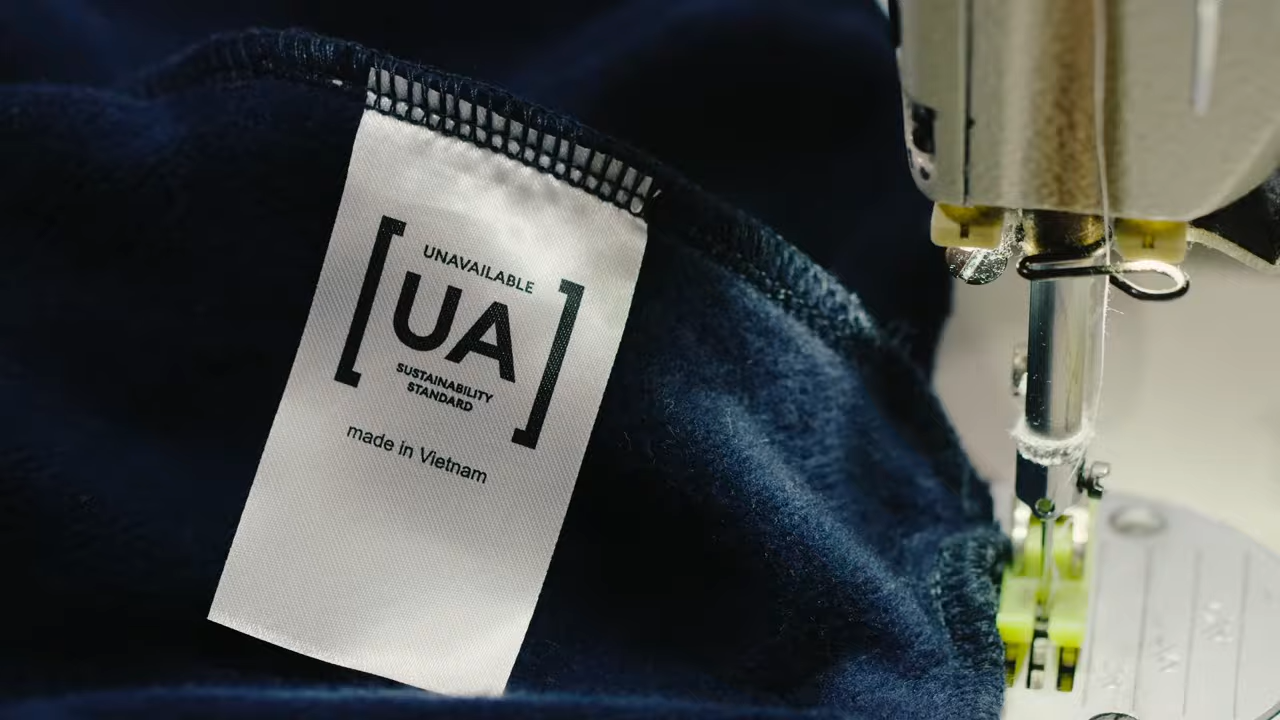 UNAVAILABLE
[UA]
SUSTAINABILITY
STANDARD
made in Vietnam